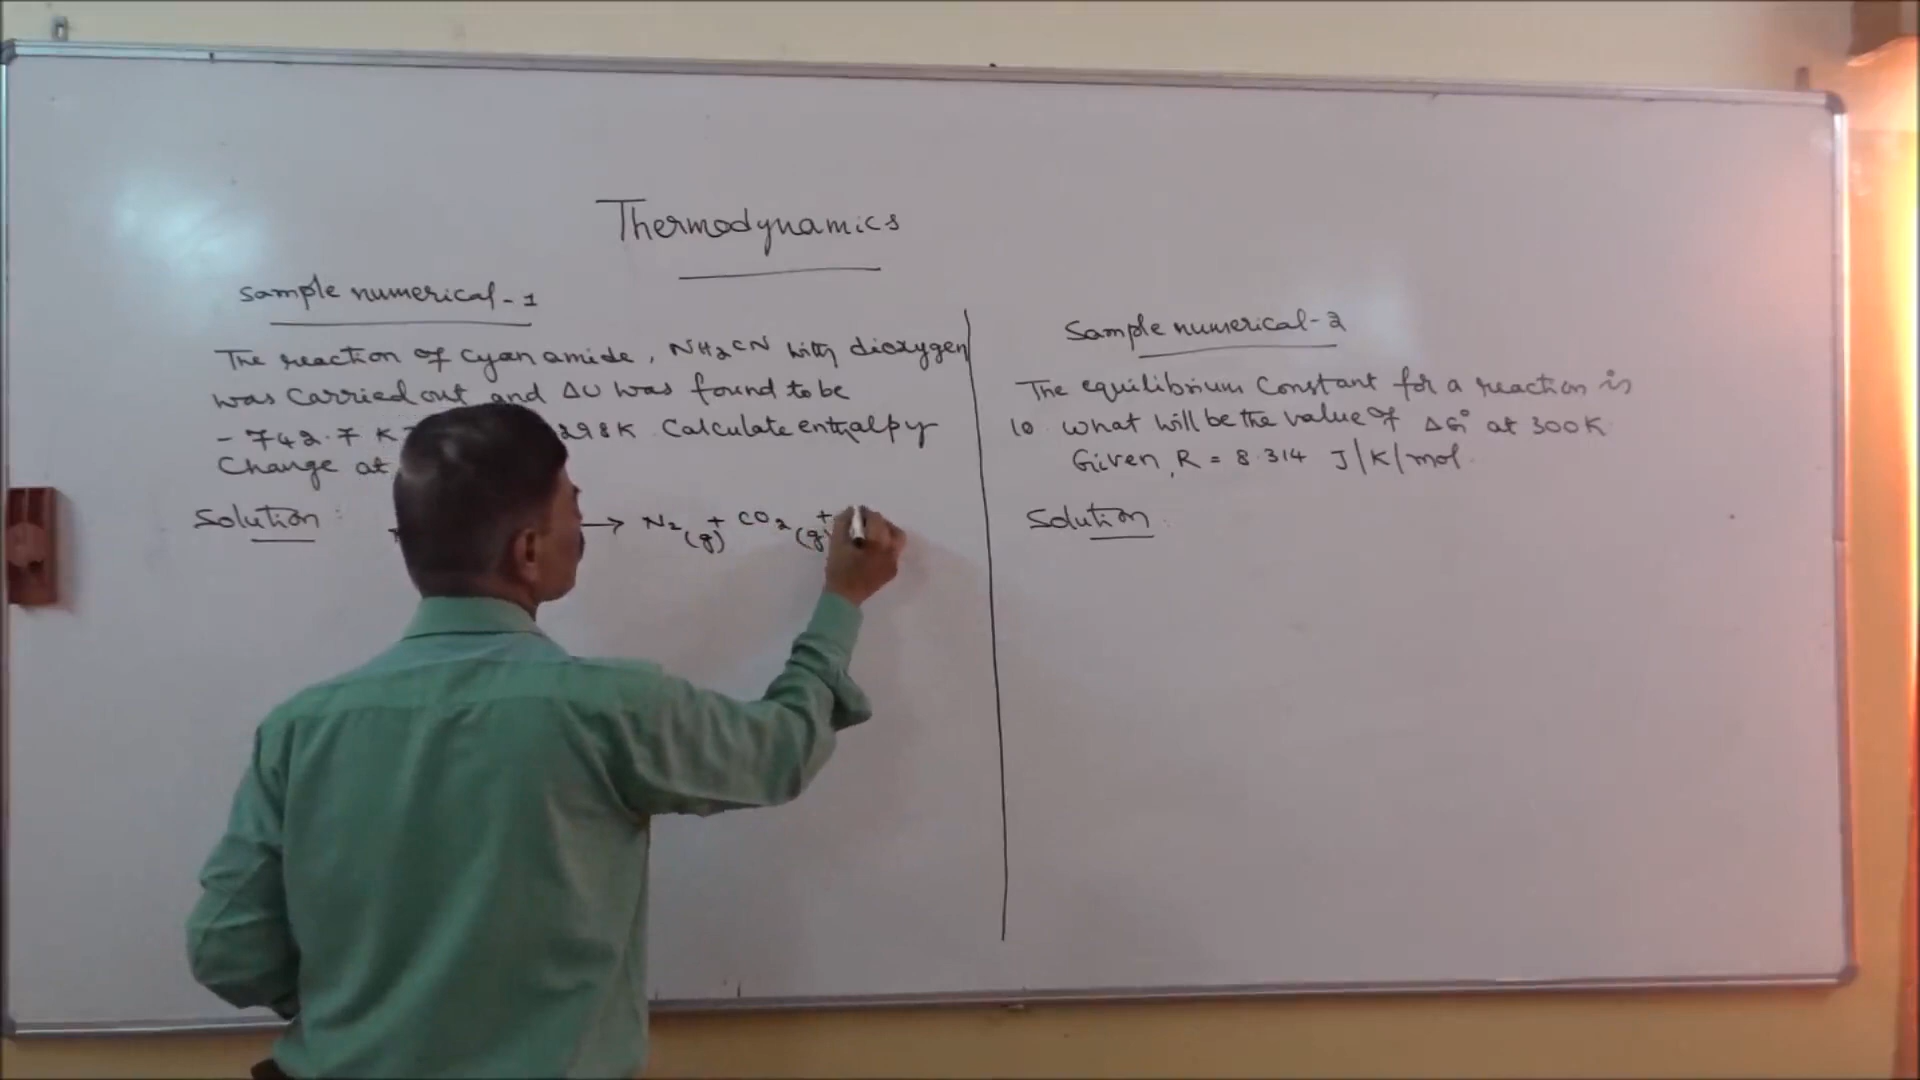 Thermodynamics
Sample numerical-1
The reaction of cyanamide, NH2CN with dioxygen
was carried out and ΔU was found to be
-742.7 K 298K. Calculate enthalpy
Change at
Solution:
→ N2(g) + CO2(g) +
Sample numerical-2
The equilibrium Constant for a reaction is
10. What will be the value of ΔG° at 300K.
Given, R = 8.314 J/K/mol.
Solution: